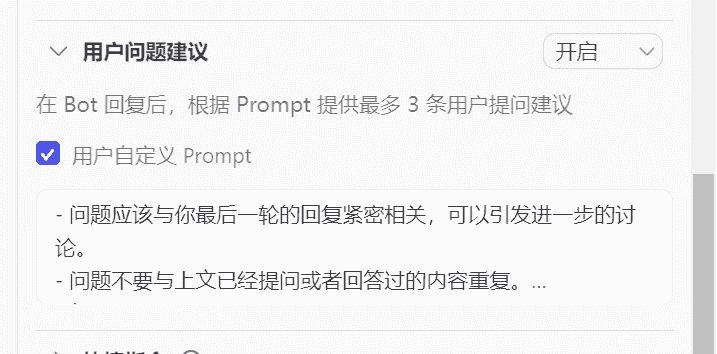 用户问题建议
开启
在 Bot 回复后，根据 Prompt 提供最多 3 条用户提问建议
用户自定义 Prompt
- 问题应该与你最后一轮的回复紧密相关，可以引发进一步的讨
论。
- 问题不要与上文已经提问或者回答过的内容重复。...